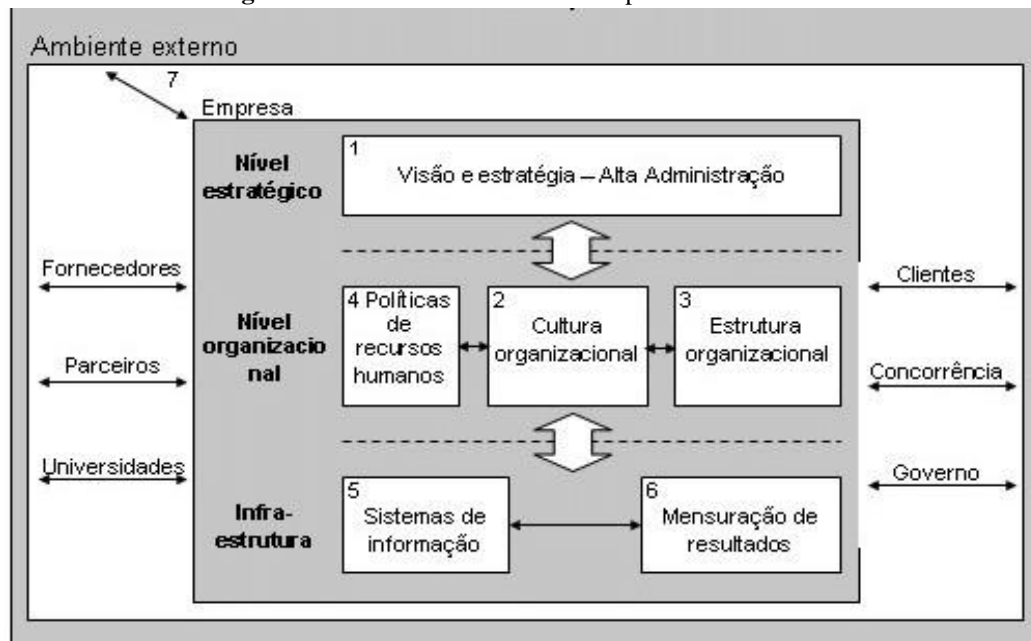 Ambiente externo
7
Empresa
Nível
estratégico
1
Visão e estratégia – Alta Administração
Fornecedores
Parceiros
Universidades
Nível
organizacio
nal
4 Políticas
de
recursos
humanos
2
Cultura
organizacional
3
Estrutura
organizacional
Clientes
Concorrência
Governo
Infra-
estrutura
5
Sistemas de
informação
6
Mensuração de
resultados